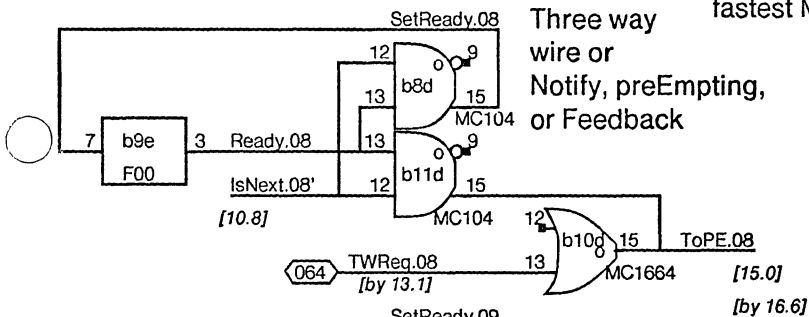 SetReady.08
Three way
fastest M
wire or
Notify, preEmpting,
or Feedback
12
9
o
b8d
13
15
MC104
7
b9e
F00
3
Ready.08
13
9
o
b11d
IsNext.08'
12
15
MC104
[10.8]
12
b10d
o
15
ToPE.08
064
TWReq.08
13
MC1664
[by 13.1]
[15.0]
[by 16.6]
SetReady.09